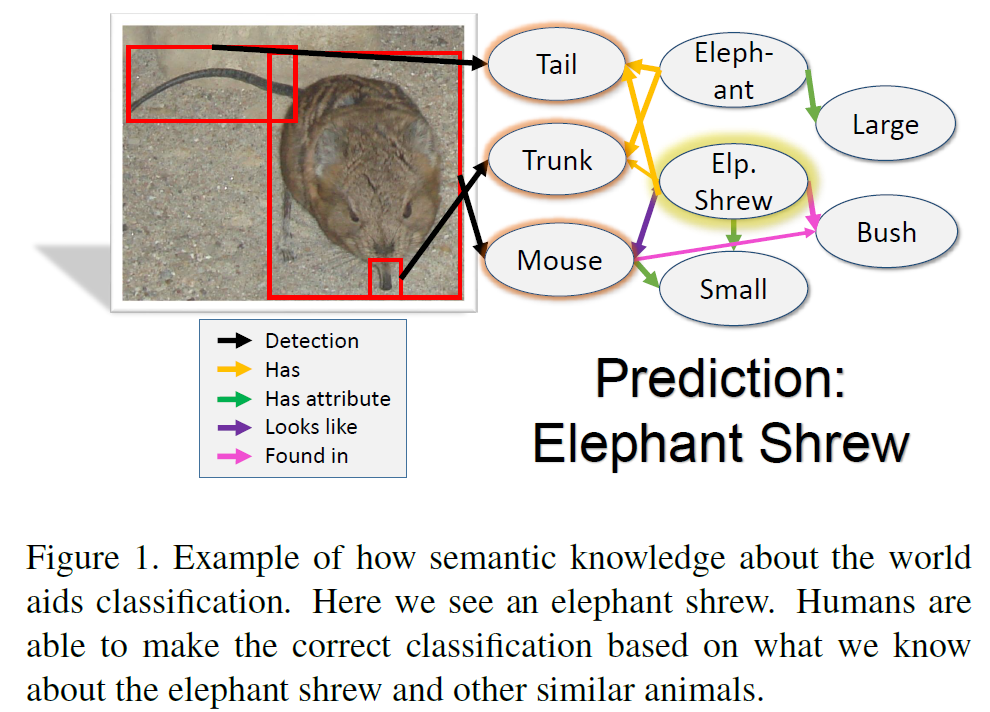 Tail
Eleph-
ant
Large
Trunk
Elp.
Shrew
Bush
Mouse
Small
Detection
Has
Has attribute
Looks like
Found in
Prediction:
Elephant Shrew
Figure 1. Example of how semantic knowledge about the world
aids classification. Here we see an elephant shrew. Humans are
able to make the correct classification based on what we know
about the elephant shrew and other similar animals.